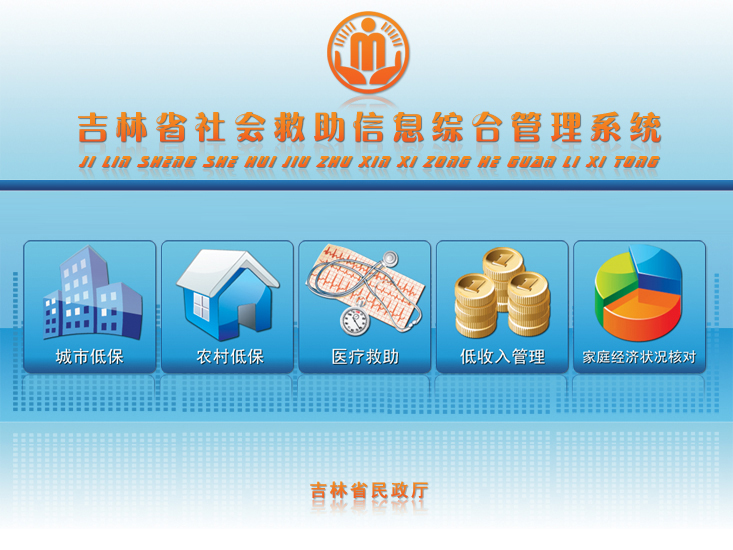 吉林省社会救助信息综合管理系统
JI LIN SHENG SHE HUI JIU ZHU XIN XI ZONG HE GUAN LI XI TONG
城市低保
农村低保
医疗救助
低收入管理
家庭经济状况核对
吉林省民政厅